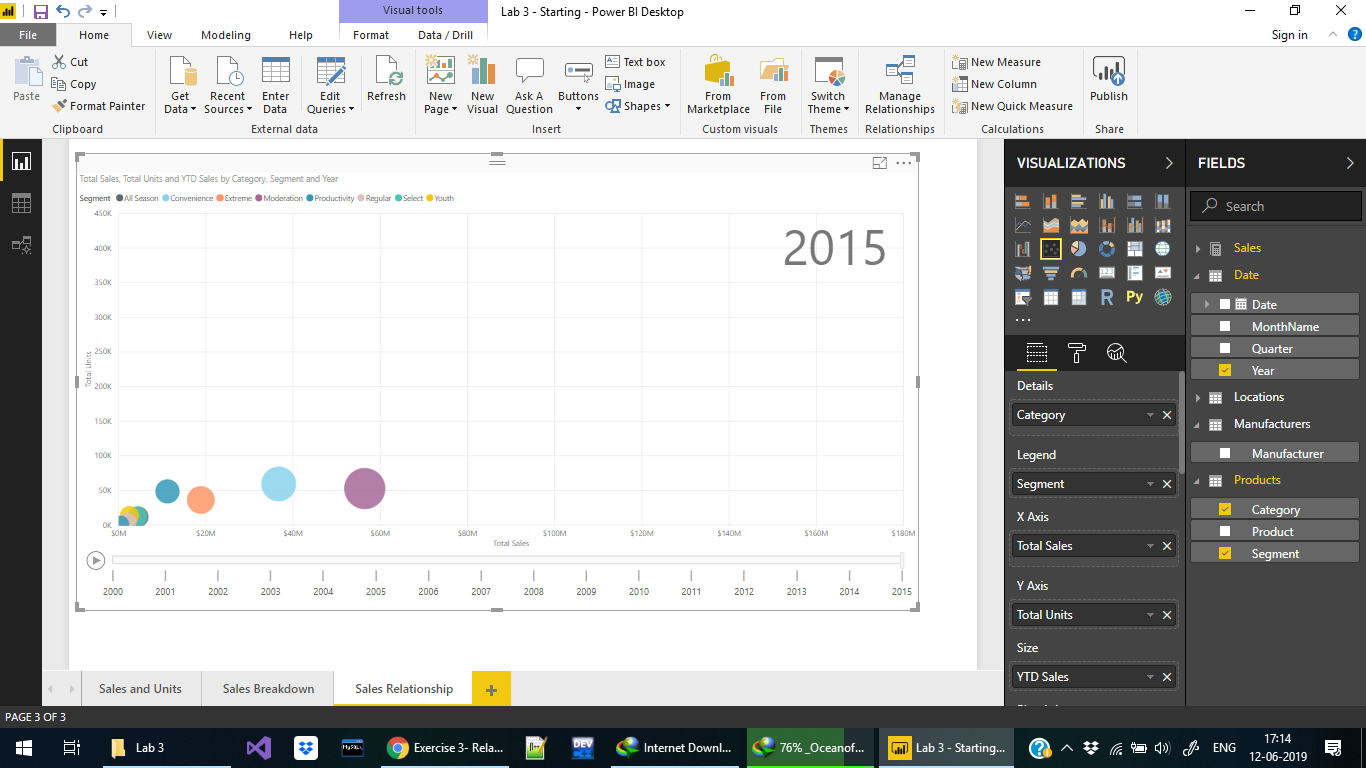 Visual tools
Lab 3 - Starting - Power BI Desktop
File Home View Modeling Help Format Data / Drill Sign in
Paste
Cut
Copy
Format Painter
Clipboard
Get Data
Recent Sources
Enter Data
Edit Queries
Refresh
External data
New Page
New Visual
Ask A Question
Buttons
Text box
Image
Shapes
Insert
From Marketplace
From File
Custom visuals
Switch Theme
Themes
Manage Relationships
Relationships
New Measure
New Column
New Quick Measure
Calculations
Publish
Share
Total Sales, Total Units and YTD Sales by Category, Segment and Year
Segment All Season Convenience Extreme Moderation Productivity Regular Select Youth
2015
450K
400K
350K
300K
250K
200K
150K
100K
50K
0K
Total Units
$0M $20M $40M $60M $80M $100M $120M $140M $160M $180M
Total Sales
2000 2001 2002 2003 2004 2005 2006 2007 2008 2009 2010 2011 2012 2013 2014 2015
VISUALIZATIONS
R Py
Details
Category
Legend
Segment
X Axis
Total Sales
Y Axis
Total Units
Size
YTD Sales
FIELDS
Search
Sales
Date
Date
MonthName
Quarter
Year
Locations
Manufacturers
Manufacturer
Products
Category
Product
Segment
Sales and Units Sales Breakdown Sales Relationship
PAGE 3 OF 3
Lab 3
MySQL
Exercise 3- Rela...
DEV
Internet Downl...
76% _Oceanof...
Lab 3 - Starting...
ENG
17:14
12-06-2019